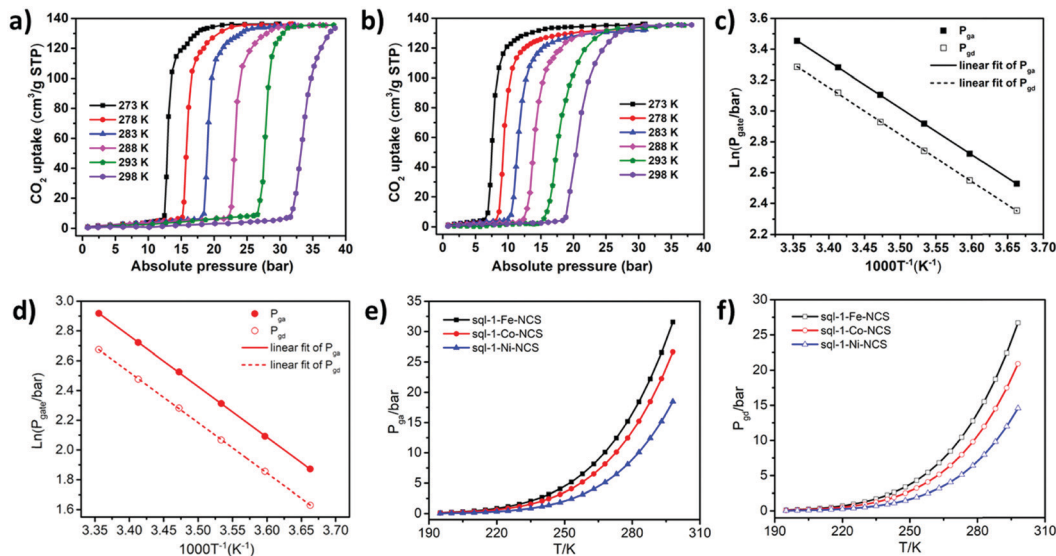 a)
CO2 uptake (cm3/g STP)
140
120
100
80
60
40
20
0
273 K
278 K
283 K
288 K
293 K
298 K
0 5 10 15 20 25 30 35 40
Absolute pressure (bar)
b)
CO2 uptake (cm3/g STP)
140
120
100
80
60
40
20
0
273 K
278 K
283 K
288 K
293 K
298 K
0 5 10 15 20 25 30 35 40
Absolute pressure (bar)
c)
Ln(Pgate/bar)
3.8
3.6
3.4
3.2
3.0
2.8
2.6
2.4
2.2
Pga
Pgd
linear fit of Pga
linear fit of Pgd
3.35 3.40 3.45 3.50 3.55 3.60 3.65 3.70
1000T-1(K-1)
d)
Ln(Pgate/bar)
3.0
2.8
2.6
2.4
2.2
2.0
1.8
1.6
Pga
Pgd
linear fit of Pga
linear fit of Pgd
3.35 3.40 3.45 3.50 3.55 3.60 3.65 3.70
1000T-1(K-1)
e)
Pga/bar
35
30
25
20
15
10
5
0
sql-1-Fe-NCS
sql-1-Co-NCS
sql-1-Ni-NCS
190 220 250 280 310
T/K
f)
Pgd/bar
30
25
20
15
10
5
0
sql-1-Fe-NCS
sql-1-Co-NCS
sql-1-Ni-NCS
190 220 250 280 310
T/K